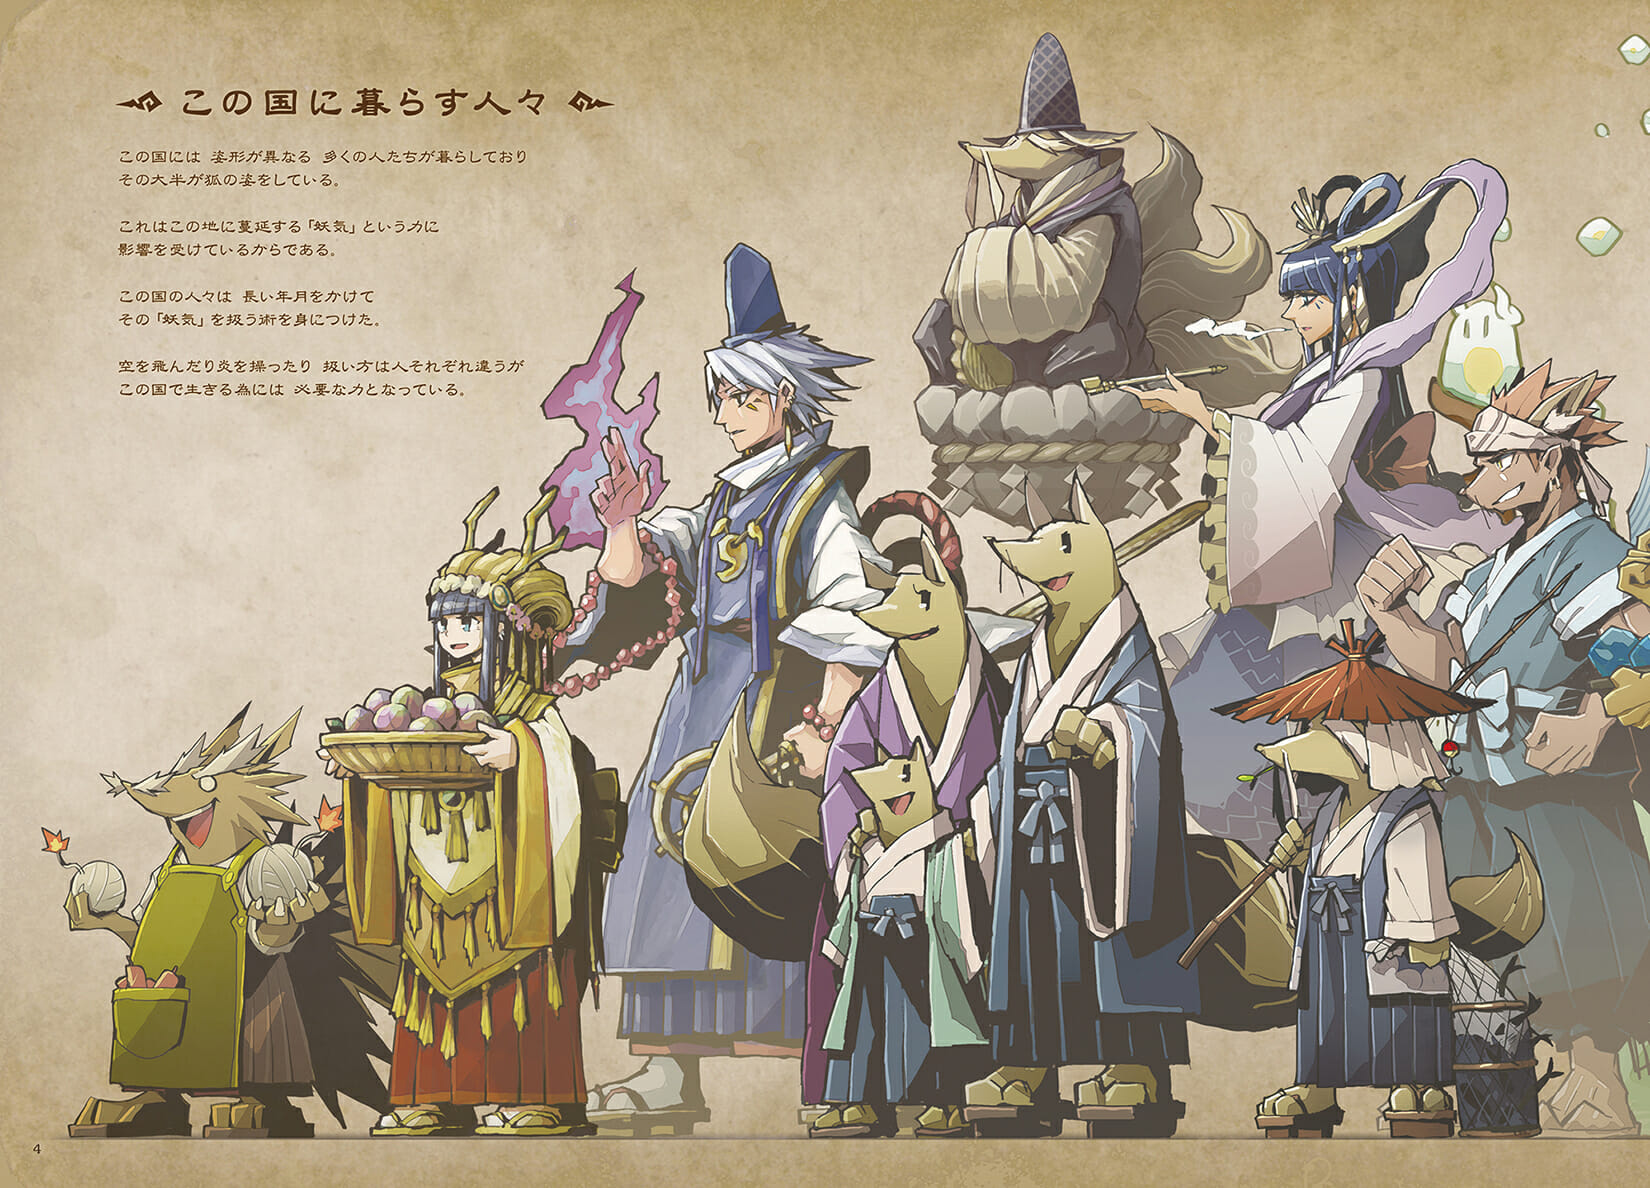 この国に暮らす人々
この国には 姿形が異なる 多くの人たちが暮らしており
その大半が狐の姿をしている。
これはこの地に蔓延する「妖気」という力に
影響を受けているからである。
この国の人々は 長い年月をかけて
その「妖気」を扱う術を身につけた。
空を飛んだり炎を操ったり 扱い方は人それぞれ違うが
この国で生きる為には 必要な力となっている。
4